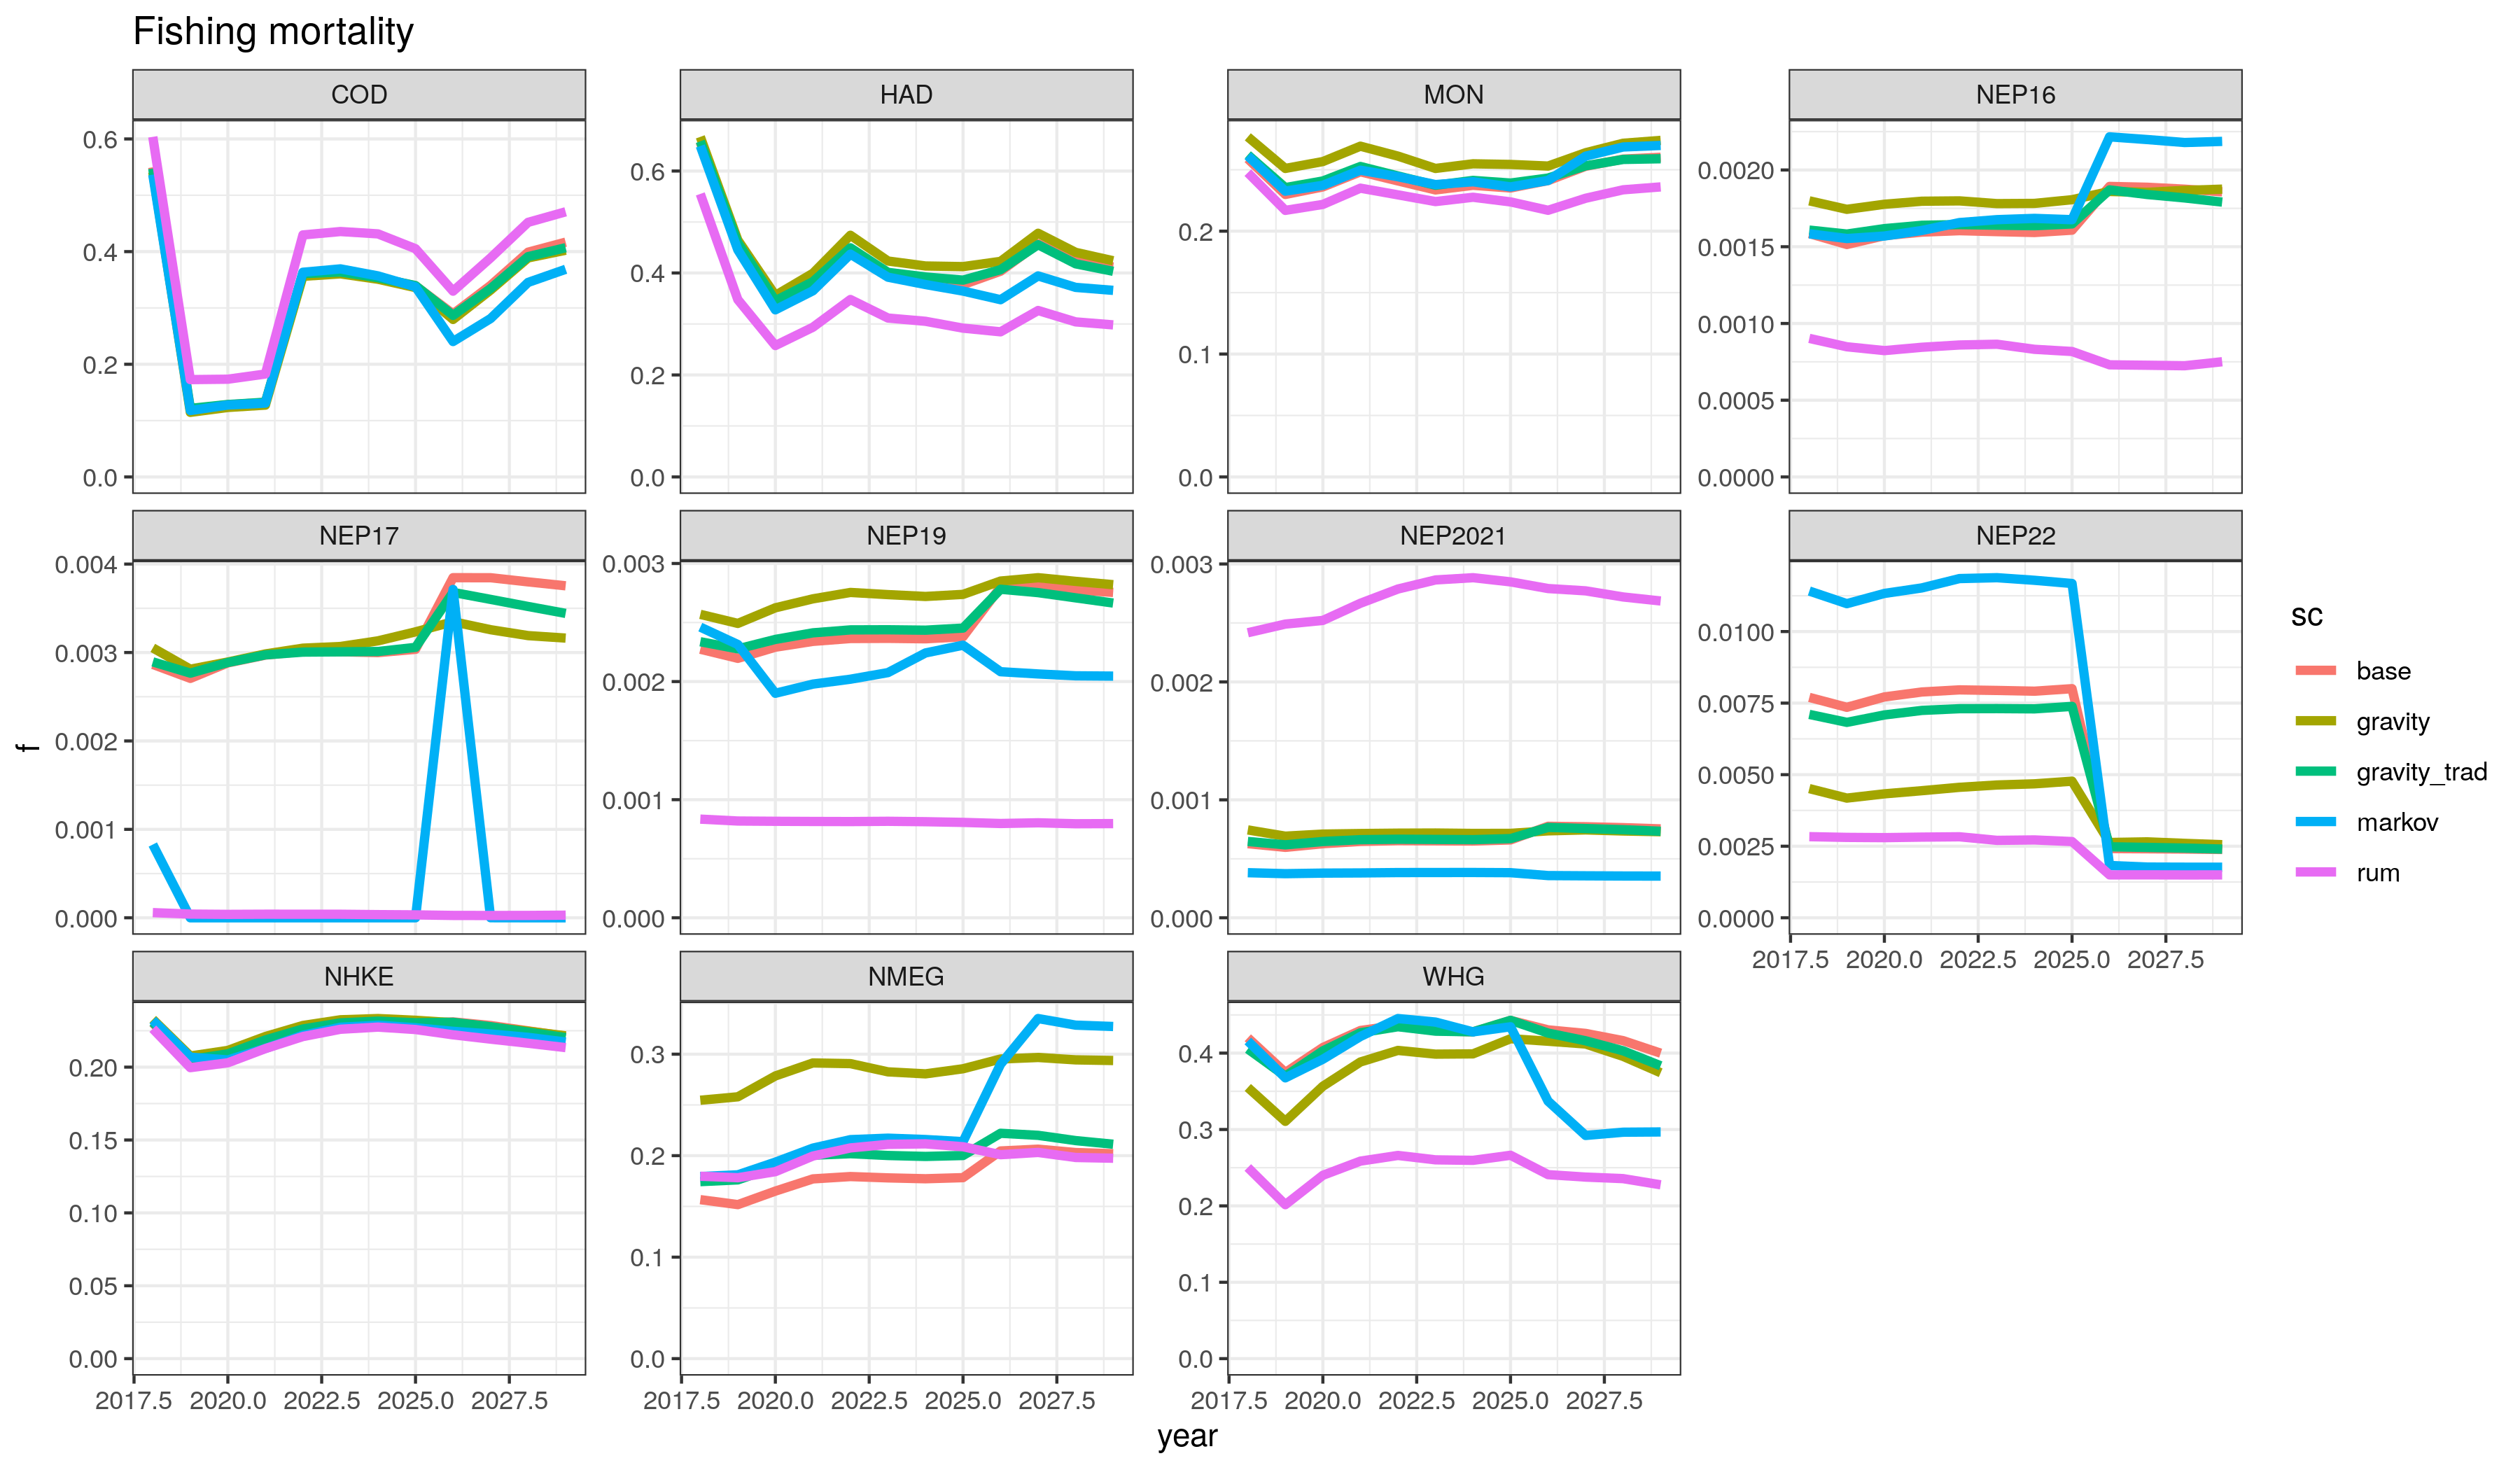 Fishing mortality
COD
HAD
MON
NEP16
0.6
0.4
0.2
0.0
0.6
0.4
0.2
0.0
0.2
0.1
0.0
0.0020
0.0015
0.0010
0.0005
0.0000
NEP17
NEP19
NEP2021
NEP22
0.004
0.003
0.002
0.001
0.000
0.003
0.002
0.001
0.000
0.003
0.002
0.001
0.000
0.0100
0.0075
0.0050
0.0025
0.0000
2017.5 2020.0 2022.5 2025.0 2027.5
NHKE
NMEG
WHG
0.20
0.15
0.10
0.05
0.00
0.3
0.2
0.1
0.0
0.4
0.3
0.2
0.1
0.0
2017.5 2020.0 2022.5 2025.0 2027.5
2017.5 2020.0 2022.5 2025.0 2027.5
2017.5 2020.0 2022.5 2025.0 2027.5
f
year
sc
base
gravity
gravity_trad
markov
rum